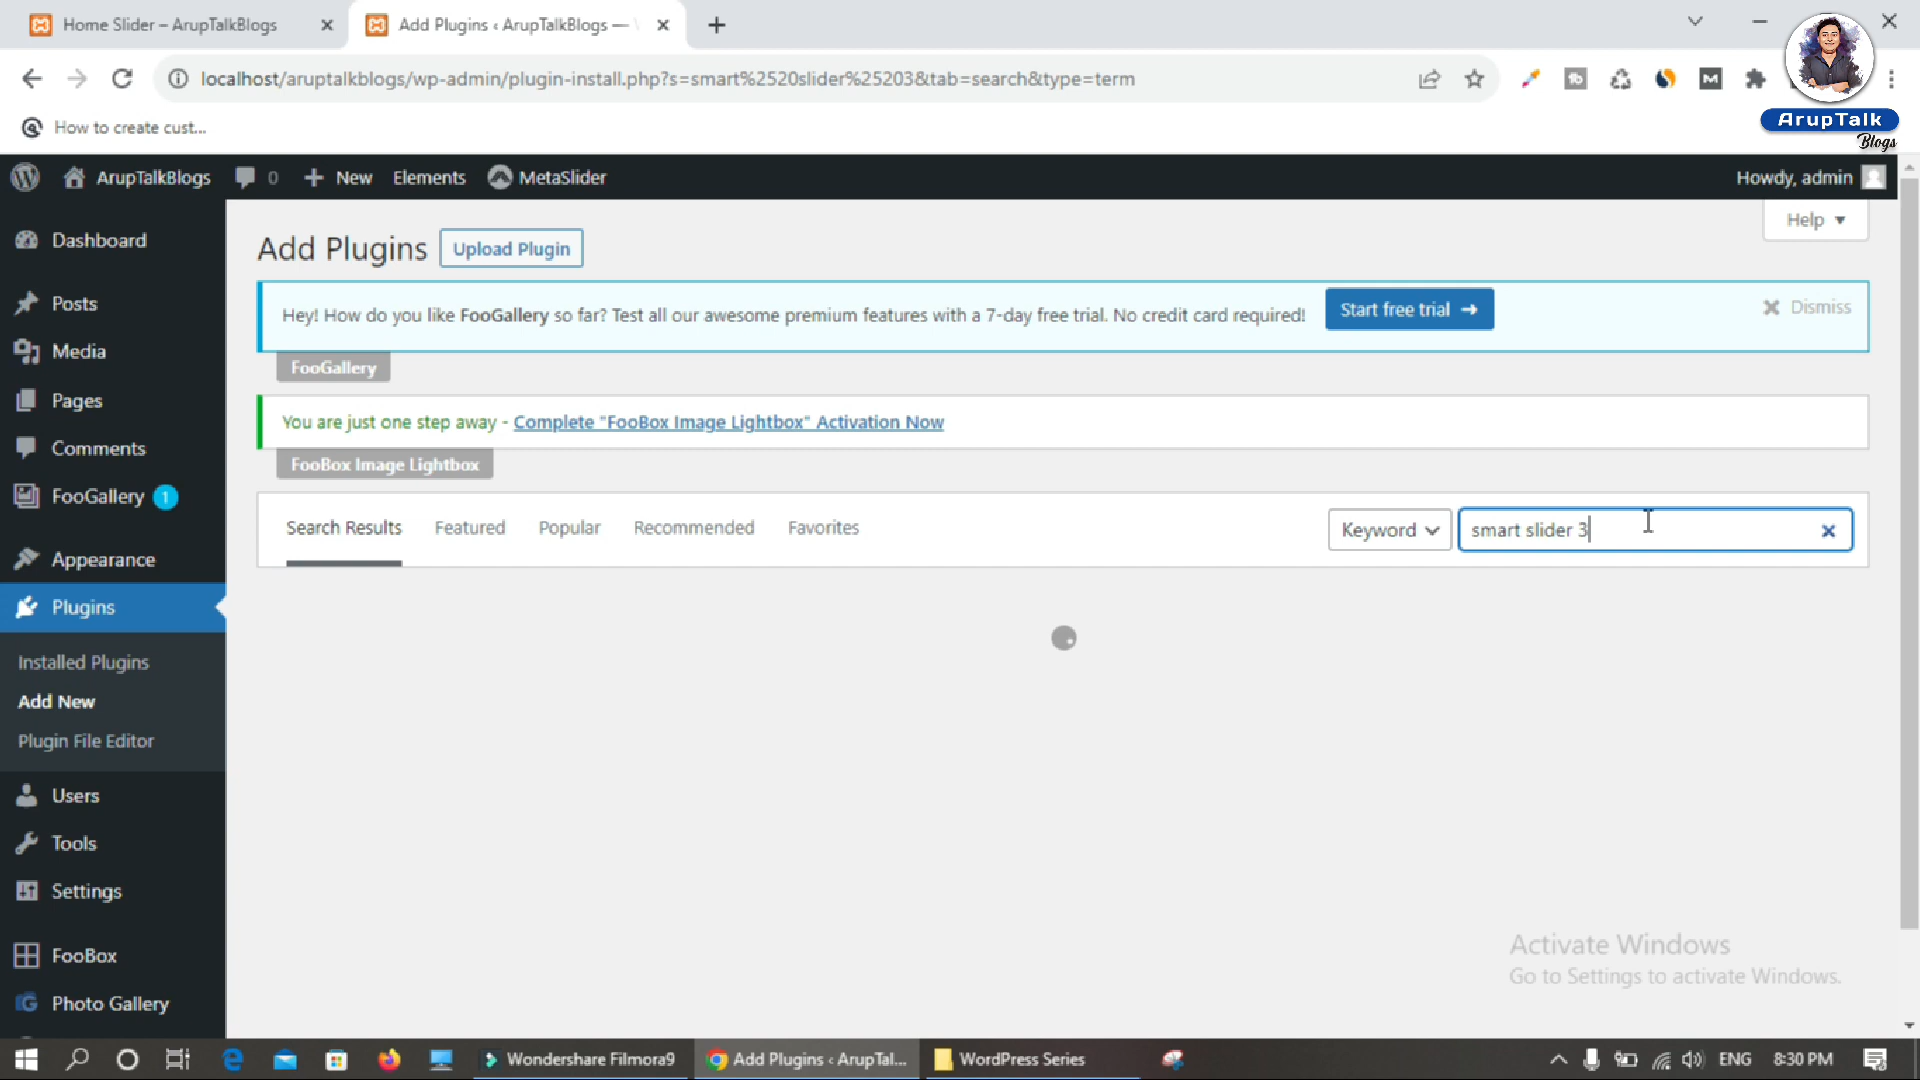 Home Slider – ArupTalkBlogs
Add Plugins ‹ ArupTalkBlogs —
localhost/aruptalkblogs/wp-admin/plugin-install.php?s=smart%2520slider%25203&tab=search&type=term
ArupTalk
Blogs
How to create cust...
ArupTalkBlogs
0
New
Elements
MetaSlider
Howdy, admin
Help
Dashboard
Posts
Media
Pages
Comments
FooGallery 1
Appearance
Plugins
Installed Plugins
Add New
Plugin File Editor
Users
Tools
Settings
FooBox
Photo Gallery
Add Plugins
Upload Plugin
Hey! How do you like FooGallery so far? Test all our awesome premium features with a 7-day free trial. No credit card required!
Start free trial
Dismiss
FooGallery
You are just one step away - Complete "FooBox Image Lightbox" Activation Now
FooBox Image Lightbox
Search Results
Featured
Popular
Recommended
Favorites
Keyword
smart slider 3
Activate Windows
Go to Settings to activate Windows.
Wondershare Filmora9
Add Plugins ‹ ArupTal...
WordPress Series
ENG
8:30 PM